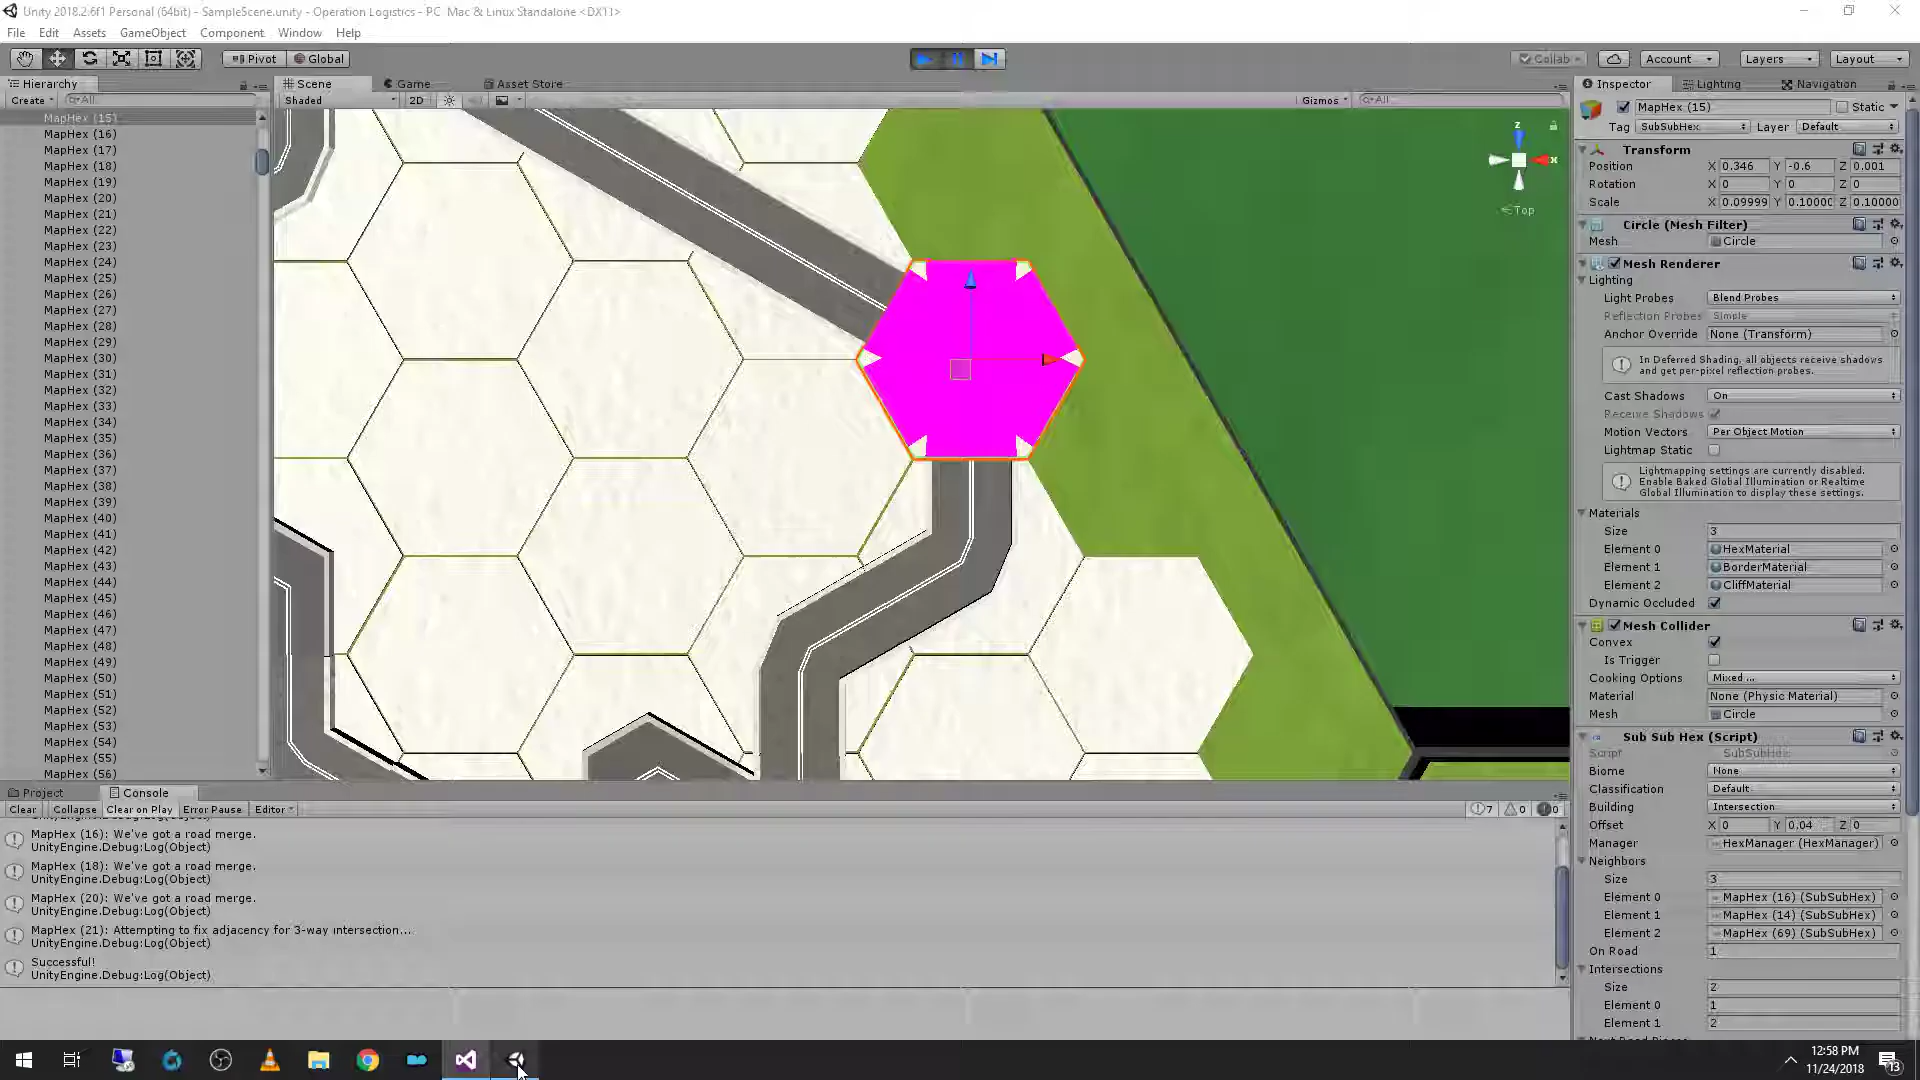 Unity 2018.2.6f1 Personal (64bit) - SampleScene.unity - Operation Logistics - PC, Mac & Linux Standalone <DX11>
File Edit Assets GameObject Component Window Help
Pivot Global Collab Account Layers Layout
Hierarchy
Create All
MapHex (15)
MapHex (16)
MapHex (17)
MapHex (18)
MapHex (19)
MapHex (20)
MapHex (21)
MapHex (22)
MapHex (23)
MapHex (24)
MapHex (25)
MapHex (26)
MapHex (27)
MapHex (28)
MapHex (29)
MapHex (30)
MapHex (31)
MapHex (32)
MapHex (33)
MapHex (34)
MapHex (35)
MapHex (36)
MapHex (37)
MapHex (38)
MapHex (39)
MapHex (40)
MapHex (41)
MapHex (42)
MapHex (43)
MapHex (44)
MapHex (45)
MapHex (46)
MapHex (47)
MapHex (48)
MapHex (49)
MapHex (50)
MapHex (51)
MapHex (52)
MapHex (53)
MapHex (54)
MapHex (55)
MapHex (56)
Scene Game Asset Store
Shaded 2D Gizmos All
z
x
Top
Inspector Lighting Navigation
MapHex (15) Static
Tag SubSubHex Layer Default
Transform
Position X 0.346 Y -0.6 Z 0.001
Rotation X 0 Y 0 Z 0
Scale X 0.09999 Y 0.10000 Z 0.10000
Circle (Mesh Filter)
Mesh Circle
Mesh Renderer
Lighting
Light Probes Blend Probes
Reflection Probes Simple
Anchor Override None (Transform)
In Deferred Shading, all objects receive shadows
and get per-pixel reflection probes.
Cast Shadows On
Receive Shadows
Motion Vectors Per Object Motion
Lightmap Static
Lightmapping settings are currently disabled.
Enable Baked Global Illumination or Realtime
Global Illumination to display these settings.
Materials
Size 3
Element 0 HexMaterial
Element 1 BorderMaterial
Element 2 CliffMaterial
Dynamic Occluded
Mesh Collider
Convex
Is Trigger
Cooking Options Mixed ...
Material None (Physic Material)
Mesh Circle
Sub Sub Hex (Script)
Script SubSubHex
Biome None
Classification Default
Building Intersection
Offset X 0 Y 0.04 Z 0
Manager HexManager (HexManager)
Neighbors
Size 3
Element 0 MapHex (16) (SubSubHex)
Element 1 MapHex (14) (SubSubHex)
Element 2 MapHex (69) (SubSubHex)
On Road 1
Intersections
Size 2
Element 0 1
Element 1 2
Project Console
Clear Collapse Clear on Play Error Pause Editor 7 0 0
MapHex (16): We've got a road merge.
UnityEngine.Debug:Log(Object)
MapHex (18): We've got a road merge.
UnityEngine.Debug:Log(Object)
MapHex (20): We've got a road merge.
UnityEngine.Debug:Log(Object)
MapHex (21): Attempting to fix adjacency for 3-way intersection...
UnityEngine.Debug:Log(Object)
Successful!
UnityEngine.Debug:Log(Object)
12:58 PM
11/24/2018
13